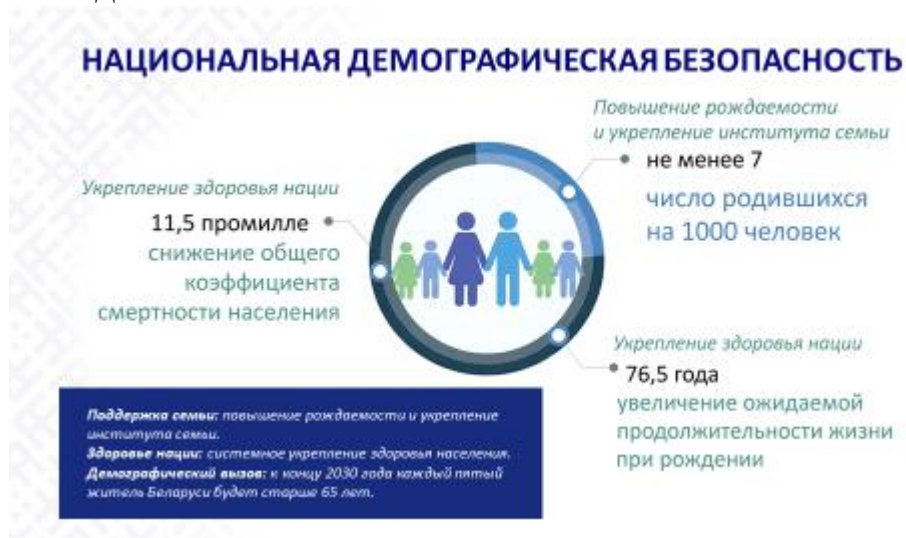 НАЦИОНАЛЬНАЯ ДЕМОГРАФИЧЕСКАЯ БЕЗОПАСНОСТЬ
Повышение рождаемости
и укрепление института семьи
не менее 7
число родившихся
на 1000 человек
Укрепление здоровья нации
11,5 промилле
снижение общего
коэффициента
смертности населения
Укрепление здоровья нации
76,5 года
увеличение ожидаемой
продолжительности жизни
при рождении
Поддержка семьи: повышение рождаемости и укрепление
института семьи.
Здоровье нации: системное укрепление здоровья населения.
Демографический вызов: к концу 2030 года каждый пятый
житель Беларуси будет старше 65 лет.